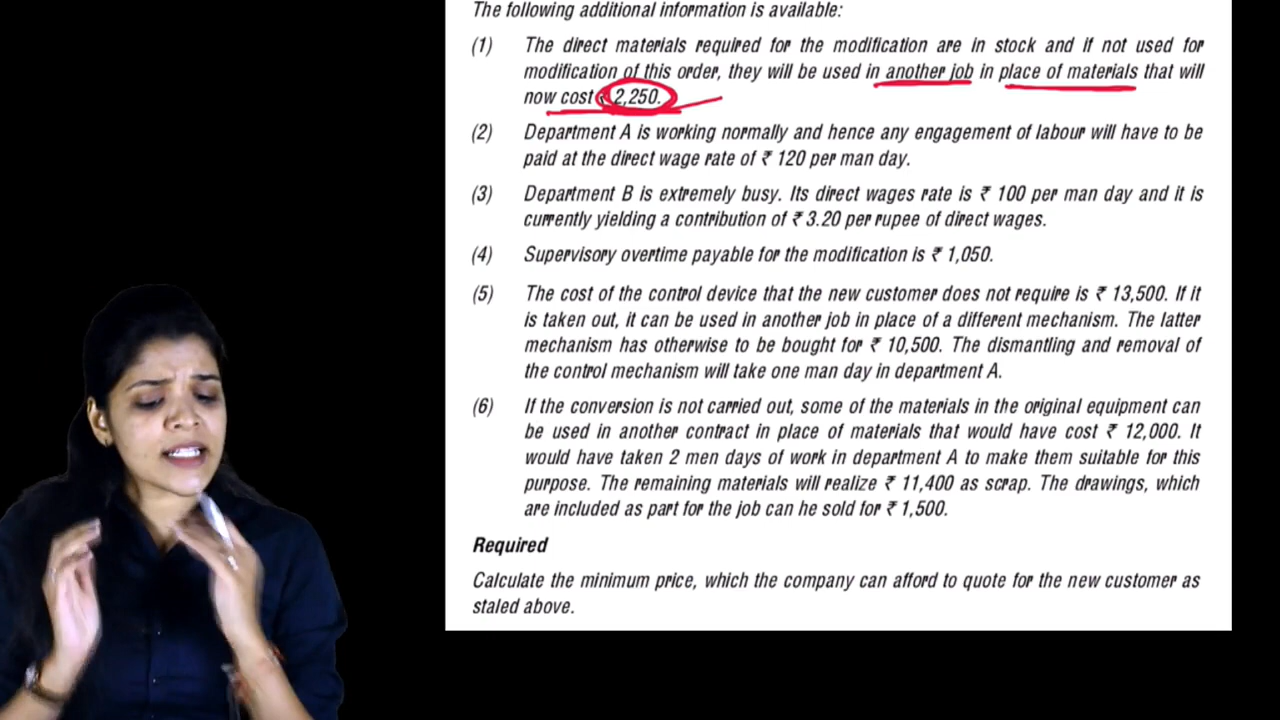 The following additional information is available:
(1) The direct materials required for the modification are in stock and if not used for
modification of this order, they will be used in another job in place of materials that will
now cost ₹ 2,250.
(2) Department A is working normally and hence any engagement of labour will have to be
paid at the direct wage rate of ₹ 120 per man day.
(3) Department B is extremely busy. Its direct wages rate is ₹ 100 per man day and it is
currently yielding a contribution of ₹ 3.20 per rupee of direct wages.
(4) Supervisory overtime payable for the modification is ₹ 1,050.
(5) The cost of the control device that the new customer does not require is ₹ 13,500. If it
is taken out, it can be used in another job in place of a different mechanism. The latter
mechanism has otherwise to be bought for ₹ 10,500. The dismantling and removal of
the control mechanism will take one man day in department A.
(6) If the conversion is not carried out, some of the materials in the original equipment can
be used in another contract in place of materials that would have cost ₹ 12,000. It
would have taken 2 men days of work in department A to make them suitable for this
purpose. The remaining materials will realize ₹ 11,400 as scrap. The drawings, which
are included as part for the job can he sold for ₹ 1,500.
Required
Calculate the minimum price, which the company can afford to quote for the new customer as
staled above.